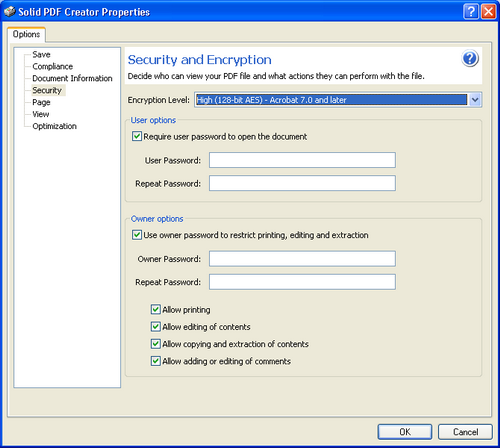 Solid PDF Creator Properties
Options
Save
Compliance
Document Information
Security
Page
View
Optimization
Security and Encryption
Decide who can view your PDF file and what actions they can perform with the file.
Encryption Level: High (128-bit AES) - Acrobat 7.0 and later
User options
Require user password to open the document
User Password:
Repeat Password:
Owner options
Use owner password to restrict printing, editing and extraction
Owner Password:
Repeat Password:
Allow printing
Allow editing of contents
Allow copying and extraction of contents
Allow adding or editing of comments
OK Cancel